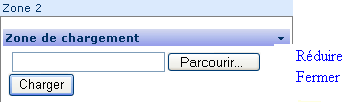 Zone 2
Zone de chargement
Parcourir...
Réduire
Charger
Fermer